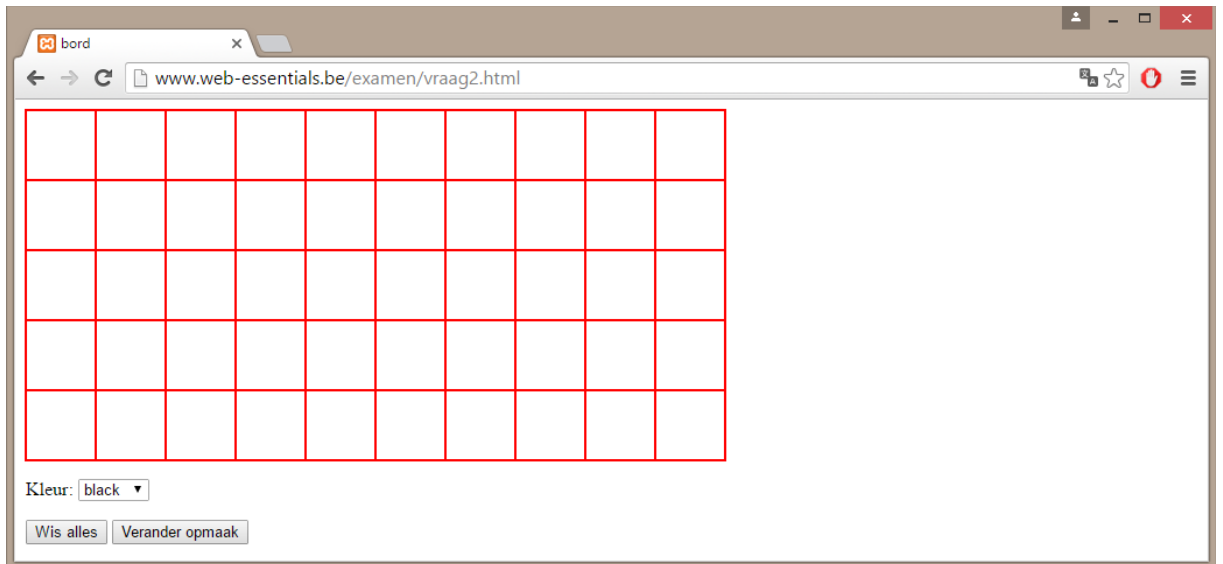 bord
www.web-essentials.be/examen/vraag2.html
Kleur: black
Wis alles Verander opmaak